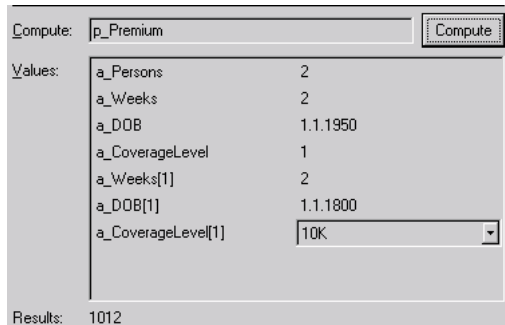 Compute: p_Premium Compute
Values:
a_Persons 2
a_Weeks 2
a_DOB 1.1.1950
a_CoverageLevel 1
a_Weeks[1] 2
a_DOB[1] 1.1.1800
a_CoverageLevel[1] 10K
Results: 1012